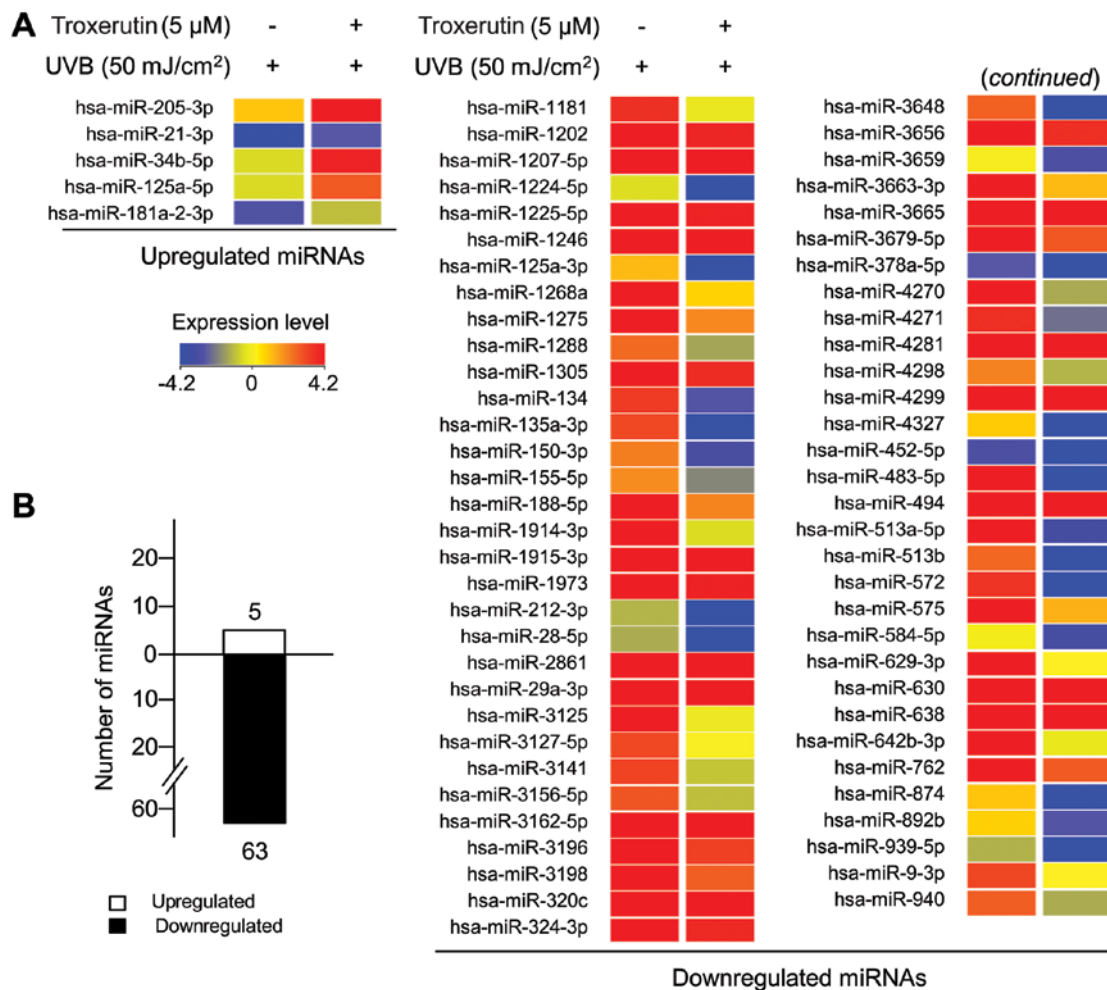 A
Troxerutin (5 µM) - +
UVB (50 mJ/cm²) + +
hsa-miR-205-3p
hsa-miR-21-3p
hsa-miR-34b-5p
hsa-miR-125a-5p
hsa-miR-181a-2-3p
Upregulated miRNAs
Expression level
-4.2 0 4.2
Troxerutin (5 µM) - +
UVB (50 mJ/cm²) + +
hsa-miR-1181
hsa-miR-1202
hsa-miR-1207-5p
hsa-miR-1224-5p
hsa-miR-1225-5p
hsa-miR-1246
hsa-miR-125a-3p
hsa-miR-1268a
hsa-miR-1275
hsa-miR-1288
hsa-miR-1305
hsa-miR-134
hsa-miR-135a-3p
hsa-miR-150-3p
hsa-miR-155-5p
hsa-miR-188-5p
hsa-miR-1914-3p
hsa-miR-1915-3p
hsa-miR-1973
hsa-miR-212-3p
hsa-miR-28-5p
hsa-miR-2861
hsa-miR-29a-3p
hsa-miR-3125
hsa-miR-3127-5p
hsa-miR-3141
hsa-miR-3156-5p
hsa-miR-3162-5p
hsa-miR-3196
hsa-miR-3198
hsa-miR-320c
hsa-miR-324-3p
(continued)
hsa-miR-3648
hsa-miR-3656
hsa-miR-3659
hsa-miR-3663-3p
hsa-miR-3665
hsa-miR-3679-5p
hsa-miR-378a-5p
hsa-miR-4270
hsa-miR-4271
hsa-miR-4281
hsa-miR-4298
hsa-miR-4299
hsa-miR-4327
hsa-miR-452-5p
hsa-miR-483-5p
hsa-miR-494
hsa-miR-513a-5p
hsa-miR-513b
hsa-miR-572
hsa-miR-575
hsa-miR-584-5p
hsa-miR-629-3p
hsa-miR-630
hsa-miR-638
hsa-miR-642b-3p
hsa-miR-762
hsa-miR-874
hsa-miR-892b
hsa-miR-939-5p
hsa-miR-9-3p
hsa-miR-940
Downregulated miRNAs
B
Number of miRNAs
20
10
0
10
20
60
5
63
Upregulated
Downregulated